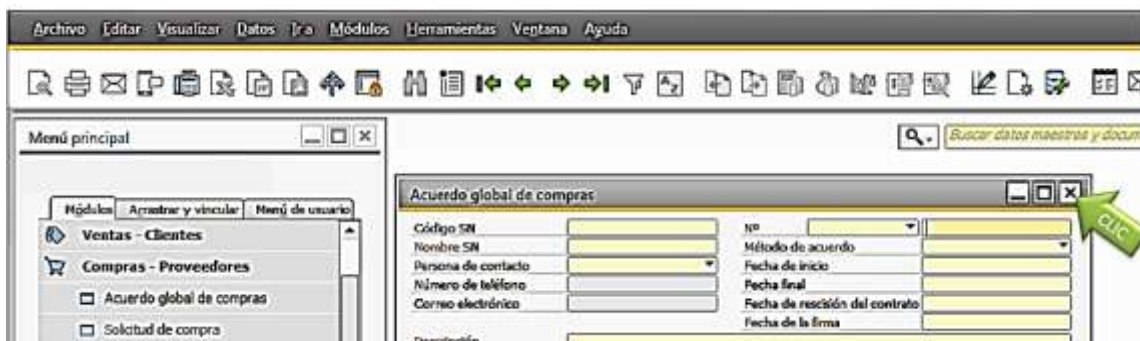 Archivo Editar Visualizar Datos Ir a Módulos Herramientas Ventana Ayuda
Menú principal
Buscar datos maestros y docum
Módulos Arrastrar y vincular Menú de usuario
Acuerdo global de compras
Ventas - Clientes
Compras - Proveedores
Acuerdo global de compras
Solicitud de compra
Código SN
Nombre SN
Persona de contacto
Número de teléfono
Correo electrónico
Descripción
Nº
Método de acuerdo
Fecha de inicio
Fecha final
Fecha de rescisión del contrato
Fecha de la firma
CLIC